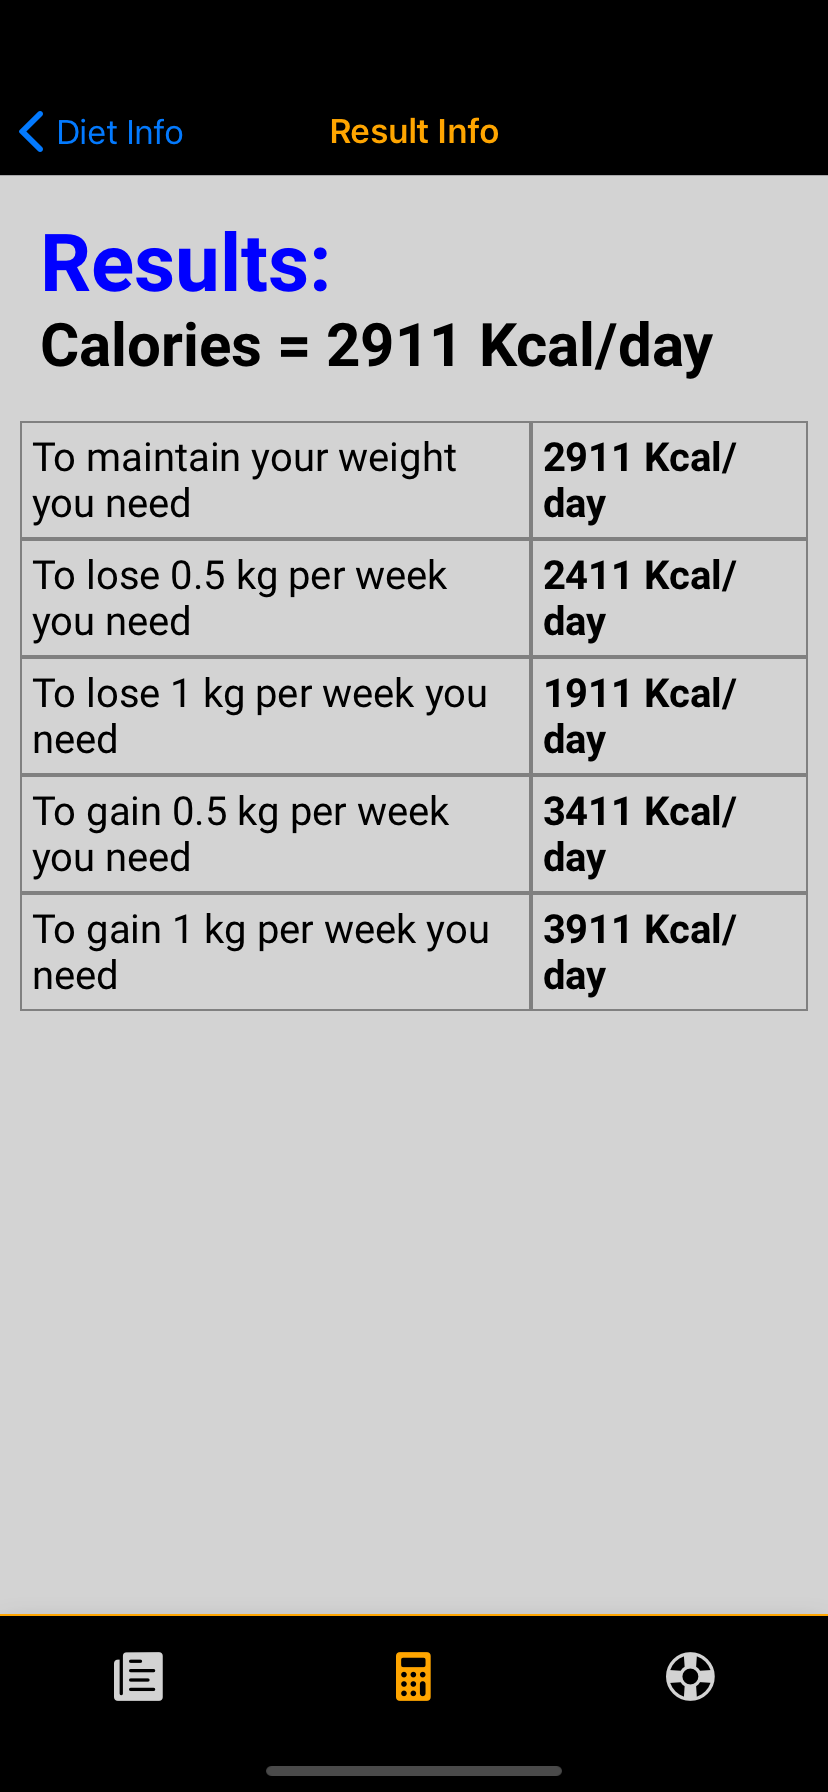 Diet Info
Result Info
Results:
Calories = 2911 Kcal/day
To maintain your weight
you need
2911 Kcal/
day
To lose 0.5 kg per week
you need
2411 Kcal/
day
To lose 1 kg per week you
need
1911 Kcal/
day
To gain 0.5 kg per week
you need
3411 Kcal/
day
To gain 1 kg per week you
need
3911 Kcal/
day